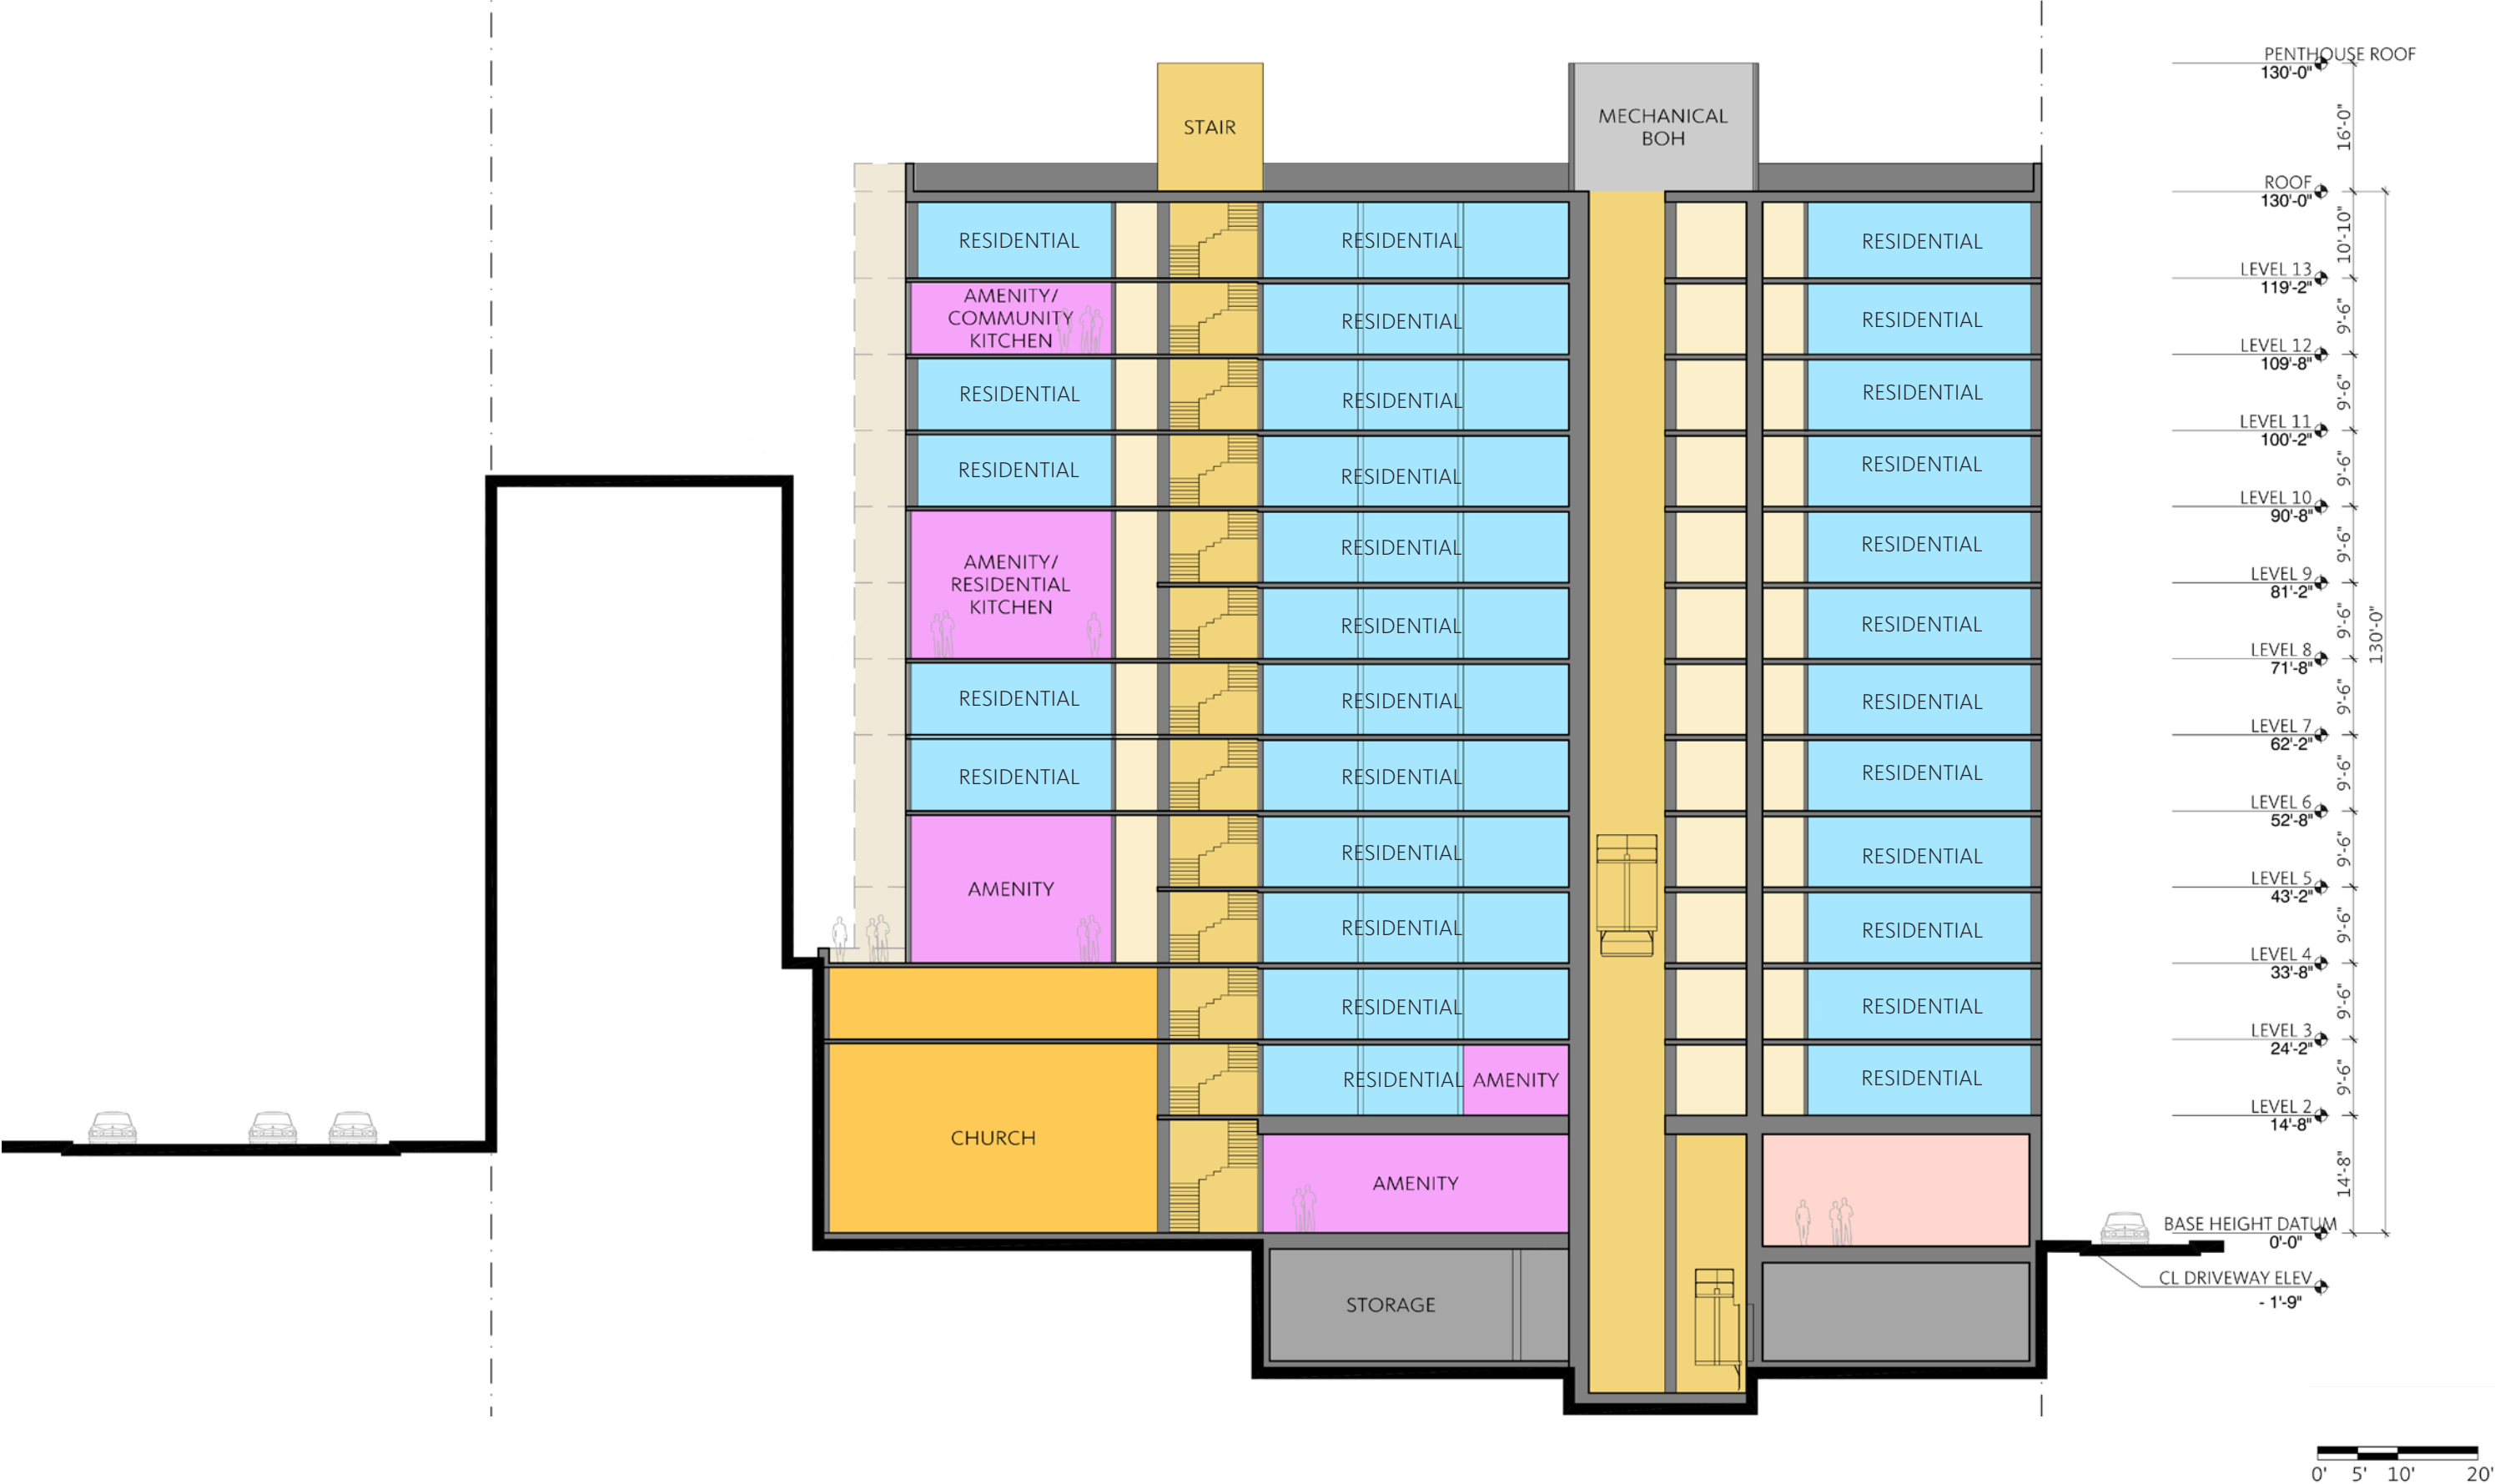 PENTHOUSE ROOF
130'-0"
STAIR
MECHANICAL
BOH
16'-0"
ROOF
130'-0"
RESIDENTIAL
RESIDENTIAL
RESIDENTIAL
10'-10"
LEVEL 13
119'-2"
AMENITY/
COMMUNITY
KITCHEN
RESIDENTIAL
RESIDENTIAL
9'-6"
LEVEL 12
109'-8"
RESIDENTIAL
RESIDENTIAL
RESIDENTIAL
9'-6"
LEVEL 11
100'-2"
RESIDENTIAL
RESIDENTIAL
RESIDENTIAL
9'-6"
LEVEL 10
90'-8"
AMENITY/
RESIDENTIAL
KITCHEN
RESIDENTIAL
RESIDENTIAL
9'-6"
LEVEL 9
81'-2"
RESIDENTIAL
RESIDENTIAL
9'-6"
130'-0"
LEVEL 8
71'-8"
RESIDENTIAL
RESIDENTIAL
RESIDENTIAL
9'-6"
LEVEL 7
62'-2"
RESIDENTIAL
RESIDENTIAL
RESIDENTIAL
9'-6"
LEVEL 6
52'-8"
AMENITY
RESIDENTIAL
RESIDENTIAL
9'-6"
LEVEL 5
43'-2"
RESIDENTIAL
RESIDENTIAL
9'-6"
LEVEL 4
33'-8"
RESIDENTIAL
RESIDENTIAL
9'-6"
LEVEL 3
24'-2"
RESIDENTIAL
AMENITY
RESIDENTIAL
9'-6"
LEVEL 2
14'-8"
CHURCH
AMENITY
14'-8"
BASE HEIGHT DATUM
0'-0"
CL DRIVEWAY ELEV
- 1'-9"
STORAGE
0' 5' 10' 20'